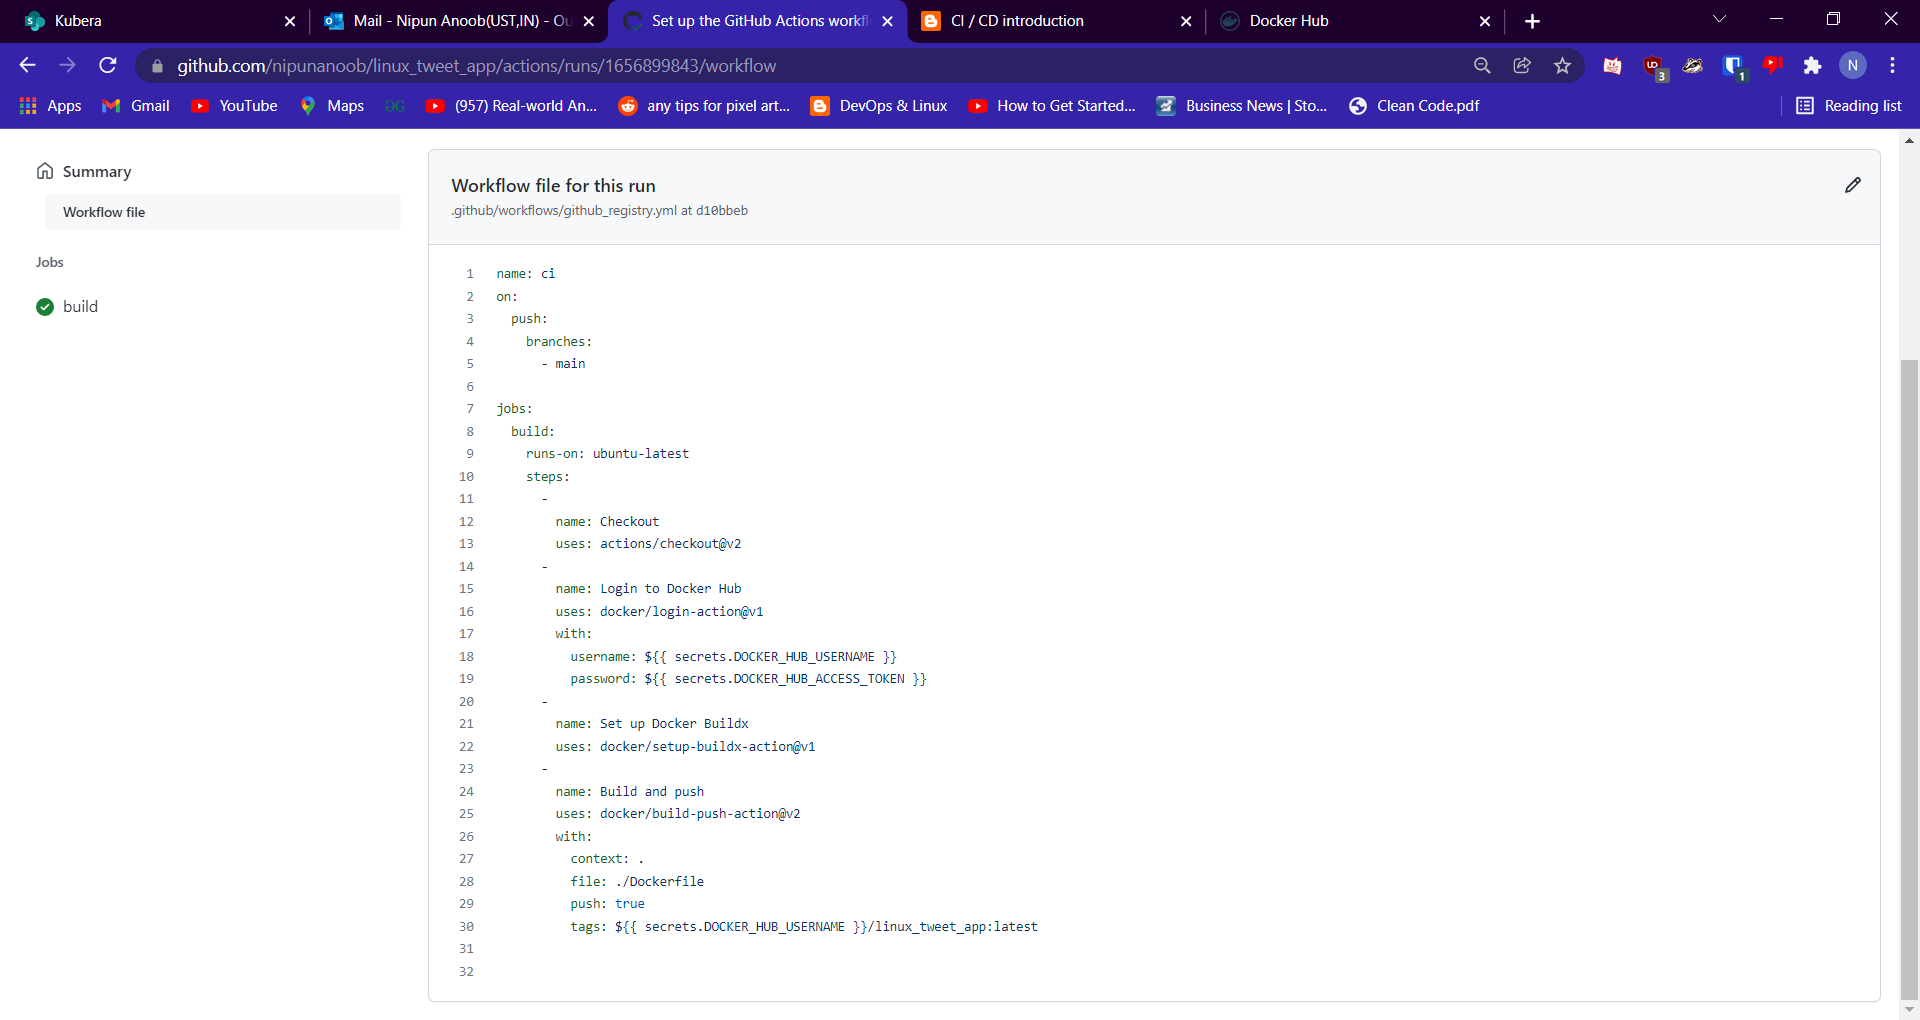 Kubera
Mail - Nipun Anoob(UST,IN) - Ou
Set up the GitHub Actions workfl
CI / CD introduction
Docker Hub
github.com/nipunanoob/linux_tweet_app/actions/runs/1656899843/workflow
3
1
N
Apps
Gmail
YouTube
Maps
(957) Real-world An...
any tips for pixel art...
DevOps & Linux
How to Get Started...
Business News | Sto...
Clean Code.pdf
Reading list
Summary
Workflow file
Jobs
build
Workflow file for this run
.github/workflows/github_registry.yml at d10bbeb
1 name: ci
2 on:
3 push:
4 branches:
5 - main
6
7 jobs:
8 build:
9 runs-on: ubuntu-latest
10 steps:
11 -
12 name: Checkout
13 uses: actions/checkout@v2
14 -
15 name: Login to Docker Hub
16 uses: docker/login-action@v1
17 with:
18 username: ${{ secrets.DOCKER_HUB_USERNAME }}
19 password: ${{ secrets.DOCKER_HUB_ACCESS_TOKEN }}
20 -
21 name: Set up Docker Buildx
22 uses: docker/setup-buildx-action@v1
23 -
24 name: Build and push
25 uses: docker/build-push-action@v2
26 with:
27 context: .
28 file: ./Dockerfile
29 push: true
30 tags: ${{ secrets.DOCKER_HUB_USERNAME }}/linux_tweet_app:latest
31
32